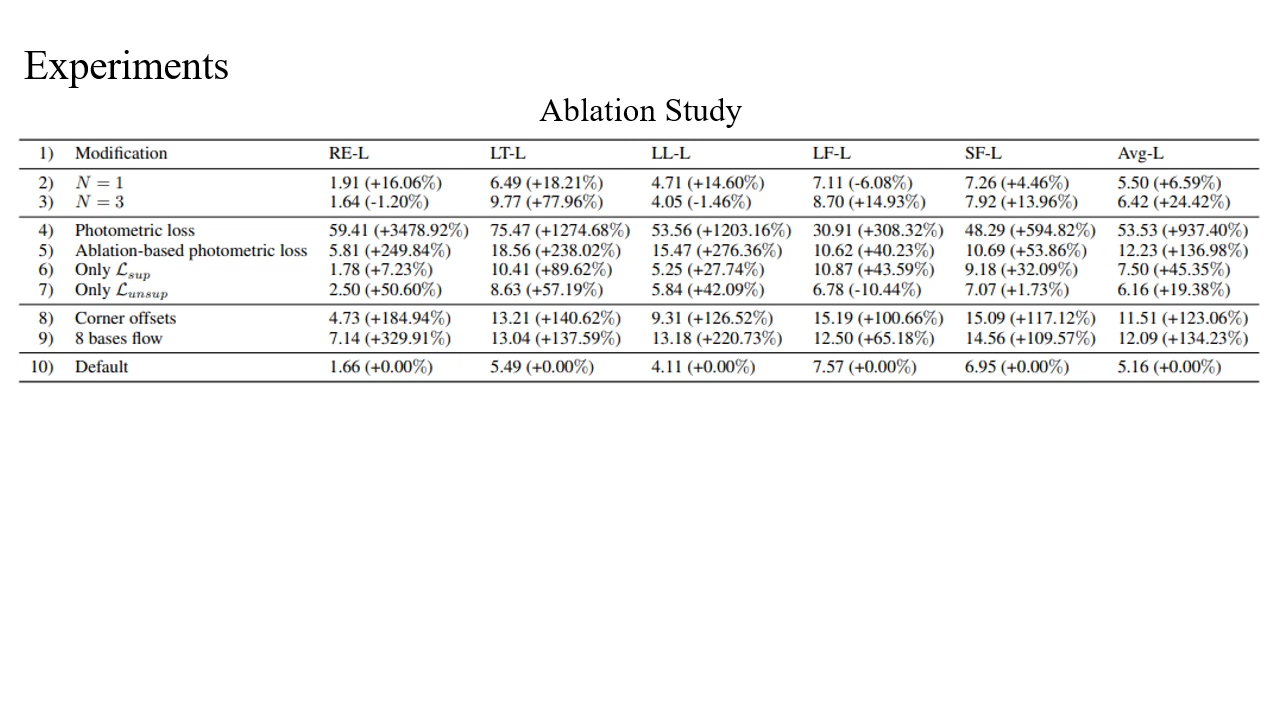 Experiments
Ablation Study
1) Modification RE-L LT-L LL-L LF-L SF-L Avg-L
2) N = 1 1.91 (+16.06%) 6.49 (+18.21%) 4.71 (+14.60%) 7.11 (-6.08%) 7.26 (+4.46%) 5.50 (+6.59%)
3) N = 3 1.64 (-1.20%) 9.77 (+77.96%) 4.05 (-1.46%) 8.70 (+14.93%) 7.92 (+13.96%) 6.42 (+24.42%)
4) Photometric loss 59.41 (+3478.92%) 75.47 (+1274.68%) 53.56 (+1203.16%) 30.91 (+308.32%) 48.29 (+594.82%) 53.53 (+937.40%)
5) Ablation-based photometric loss 5.81 (+249.84%) 18.56 (+238.02%) 15.47 (+276.36%) 10.62 (+40.23%) 10.69 (+53.86%) 12.23 (+136.98%)
6) Only ℒsup 1.78 (+7.23%) 10.41 (+89.62%) 5.25 (+27.74%) 10.87 (+43.59%) 9.18 (+32.09%) 7.50 (+45.35%)
7) Only ℒunsup 2.50 (+50.60%) 8.63 (+57.19%) 5.84 (+42.09%) 6.78 (-10.44%) 7.07 (+1.73%) 6.16 (+19.38%)
8) Corner offsets 4.73 (+184.94%) 13.21 (+140.62%) 9.31 (+126.52%) 15.19 (+100.66%) 15.09 (+117.12%) 11.51 (+123.06%)
9) 8 bases flow 7.14 (+329.91%) 13.04 (+137.59%) 13.18 (+220.73%) 12.50 (+65.18%) 14.56 (+109.57%) 12.09 (+134.23%)
10) Default 1.66 (+0.00%) 5.49 (+0.00%) 4.11 (+0.00%) 7.57 (+0.00%) 6.95 (+0.00%) 5.16 (+0.00%)